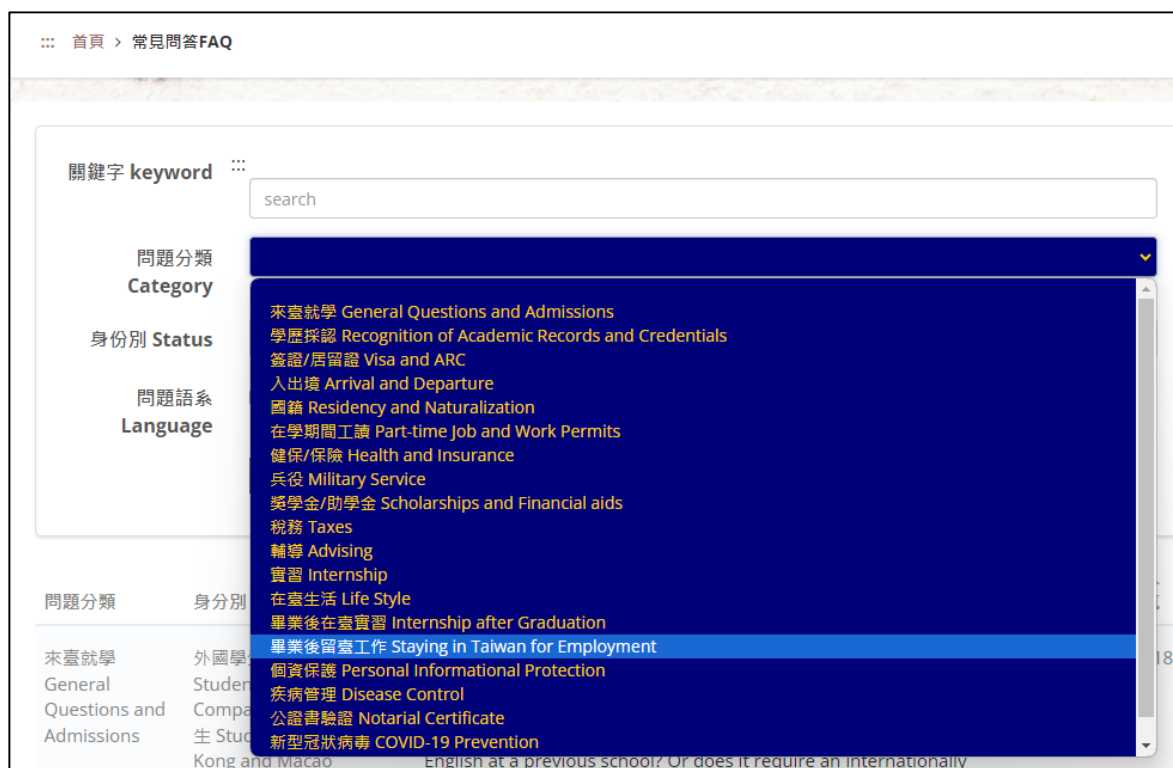 ::: 首頁 > 常見問答FAQ
關鍵字 keyword :::
search
問題分類
Category
來臺就學 General Questions and Admissions
學歷採認 Recognition of Academic Records and Credentials
簽證/居留證 Visa and ARC
入出境 Arrival and Departure
國籍 Residency and Naturalization
在學期間工讀 Part-time Job and Work Permits
健保/保險 Health and Insurance
兵役 Military Service
獎學金/助學金 Scholarships and Financial aids
稅務 Taxes
輔導 Advising
實習 Internship
在臺生活 Life Style
畢業後在臺實習 Internship after Graduation
畢業後留臺工作 Staying in Taiwan for Employment
個資保護 Personal Informational Protection
疾病管理 Disease Control
公證書驗證 Notarial Certificate
新型冠狀病毒 COVID-19 Prevention
身份別 Status
問題語系
Language
問題分類 身分別
來臺就學
General
Questions and
Admissions
外國學
Studen
Compa
生 Stud
Kong and Macao
English at a previous school? Or does it require an internationally
18